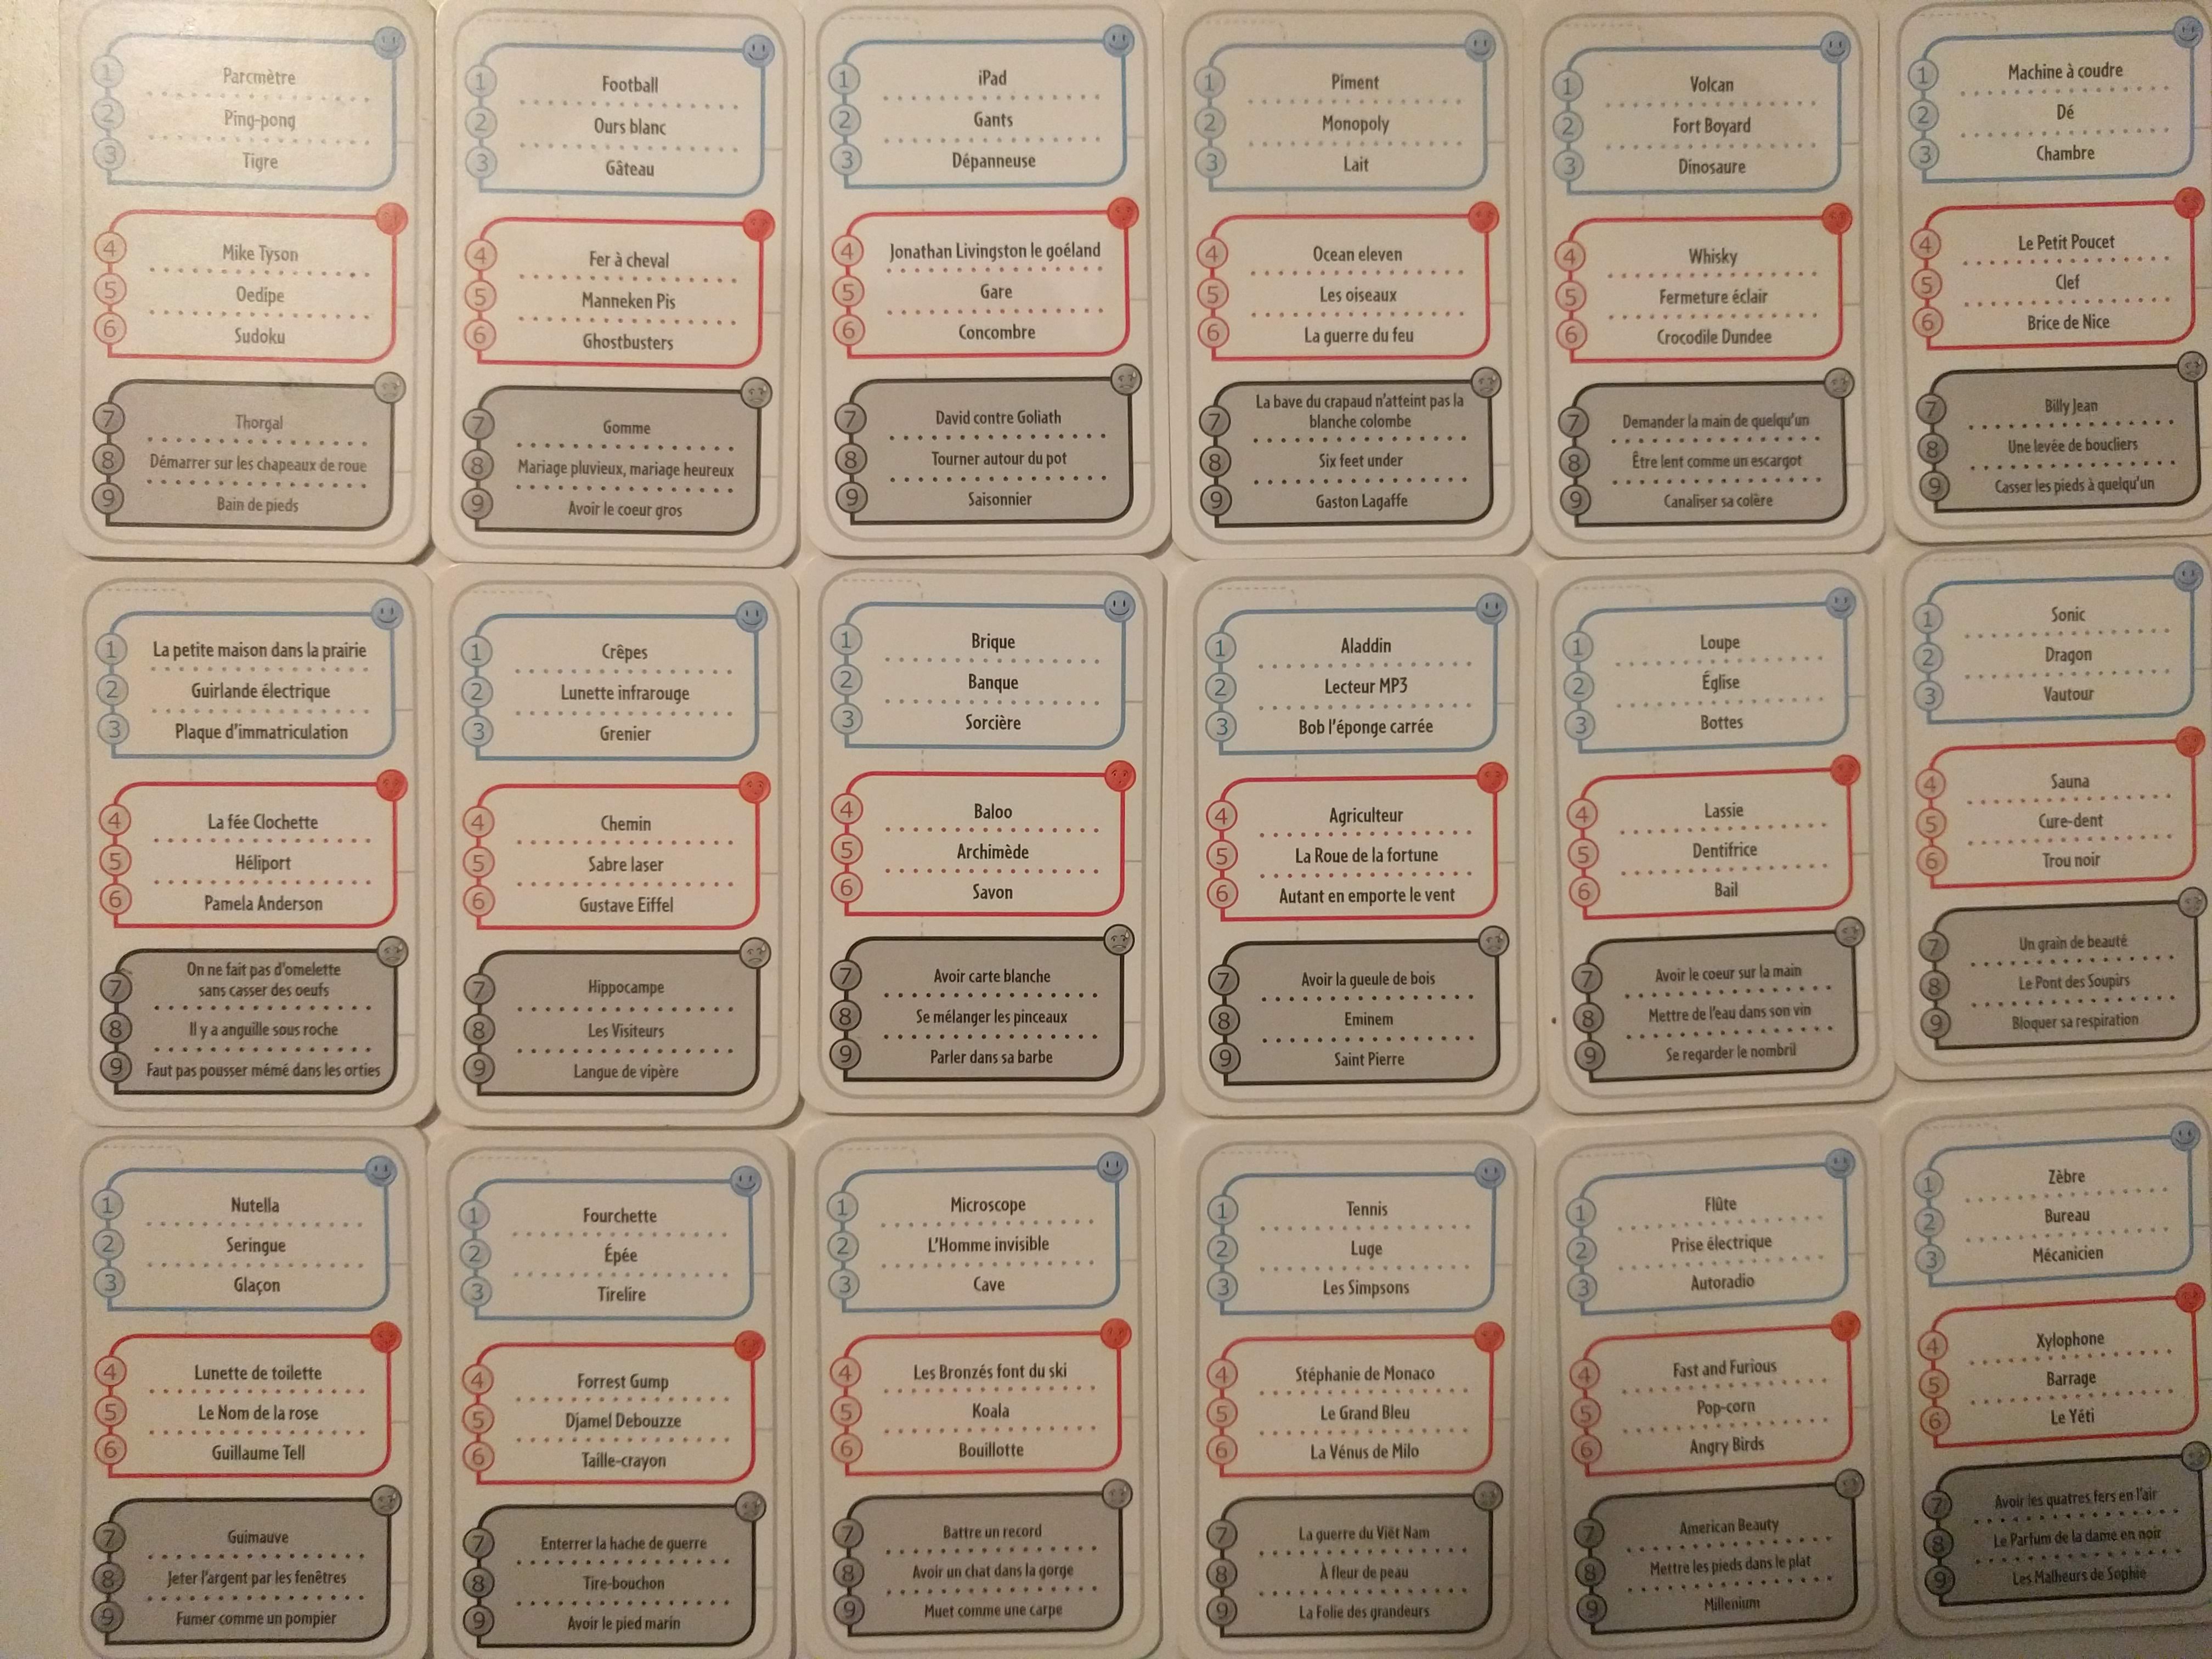 1 Parcmètre
2 Ping-pong
3 Tigre
4 Mike Tyson
5 Oedipe
6 Sudoku
7 Thorgal
8 Démarrer sur les chapeaux de roue
9 Bain de pieds
1 Football
2 Ours blanc
3 Gâteau
4 Fer à cheval
5 Manneken Pis
6 Ghostbusters
7 Gomme
8 Mariage pluvieux, mariage heureux
9 Avoir le coeur gros
1 iPad
2 Gants
3 Dépanneuse
4 Jonathan Livingston le goéland
5 Gare
6 Concombre
7 David contre Goliath
8 Tourner autour du pot
9 Saisonnier
1 Piment
2 Monopoly
3 Lait
4 Ocean eleven
5 Les oiseaux
6 La guerre du feu
La bave du crapaud n'atteint pas la
7 blanche colombe
8 Six feet under
9 Gaston Lagaffe
1 Volcan
2 Fort Boyard
3 Dinosaure
4 Whisky
5 Fermeture éclair
6 Crocodile Dundee
7 Demander la main de quelqu'un
8 Être lent comme un escargot
9 Canaliser sa colère
1 Machine à coudre
2 Dé
3 Chambre
4 Le Petit Poucet
5 Clef
6 Brice de Nice
7 Billy Jean
8 Une levée de boucliers
9 Casser les pieds à quelqu'un
1 La petite maison dans la prairie
2 Guirlande électrique
3 Plaque d'immatriculation
4 La fée Clochette
5 Héliport
6 Pamela Anderson
On ne fait pas d'omelette
7 sans casser des oeufs
8 Il y a anguille sous roche
9 Faut pas pousser mémé dans les orties
1 Crêpes
2 Lunette infrarouge
3 Grenier
4 Chemin
5 Sabre laser
6 Gustave Eiffel
7 Hippocampe
8 Les Visiteurs
9 Langue de vipère
1 Brique
2 Banque
3 Sorcière
4 Baloo
5 Archimède
6 Savon
7 Avoir carte blanche
8 Se mélanger les pinceaux
9 Parler dans sa barbe
1 Aladdin
2 Lecteur MP3
3 Bob l'éponge carrée
4 Agriculteur
5 La Roue de la fortune
6 Autant en emporte le vent
7 Avoir la gueule de bois
8 Eminem
9 Saint Pierre
1 Loupe
2 Église
3 Bottes
4 Lassie
5 Dentifrice
6 Bail
7 Avoir le coeur sur la main
8 Mettre de l'eau dans son vin
9 Se regarder le nombril
1 Sonic
2 Dragon
3 Vautour
4 Sauna
5 Cure-dent
6 Trou noir
7 Un grain de beauté
8 Le Pont des Soupirs
9 Bloquer sa respiration
1 Nutella
2 Seringue
3 Glaçon
4 Lunette de toilette
5 Le Nom de la rose
6 Guillaume Tell
7 Guimauve
8 Jeter l'argent par les fenêtres
9 Fumer comme un pompier
1 Fourchette
2 Épée
3 Tirelire
4 Forrest Gump
5 Djamel Debouzze
6 Taille-crayon
7 Enterrer la hache de guerre
8 Tire-bouchon
9 Avoir le pied marin
1 Microscope
2 L'Homme invisible
3 Cave
4 Les Bronzés font du ski
5 Koala
6 Bouillotte
7 Battre un record
8 Avoir un chat dans la gorge
9 Muet comme une carpe
1 Tennis
2 Luge
3 Les Simpsons
4 Stéphanie de Monaco
5 Le Grand Bleu
6 La Vénus de Milo
7 La guerre du Viêt Nam
8 À fleur de peau
9 La Folie des grandeurs
1 Flûte
2 Prise électrique
3 Autoradio
4 Fast and Furious
5 Pop-corn
6 Angry Birds
7 American Beauty
8 Mettre les pieds dans le plat
9 Millenium
1 Zèbre
2 Bureau
3 Mécanicien
4 Xylophone
5 Barrage
6 Le Yéti
7 Avoir les quatres fers en l'air
8 Le Parfum de la dame en noir
9 Les Malheurs de Sophie